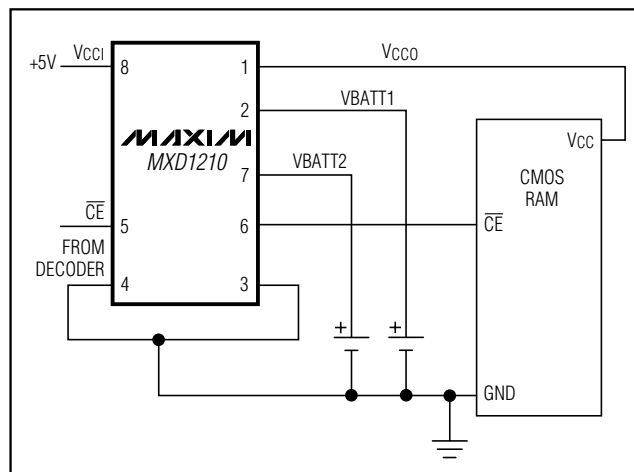 +5V
VCCI
8
1
VCCO
2
VBATT1
MAXIM
MXD1210
7
VBATT2
VCC
CMOS
RAM
CE
5
6
CE
FROM
DECODER
4
3
+
+
GND